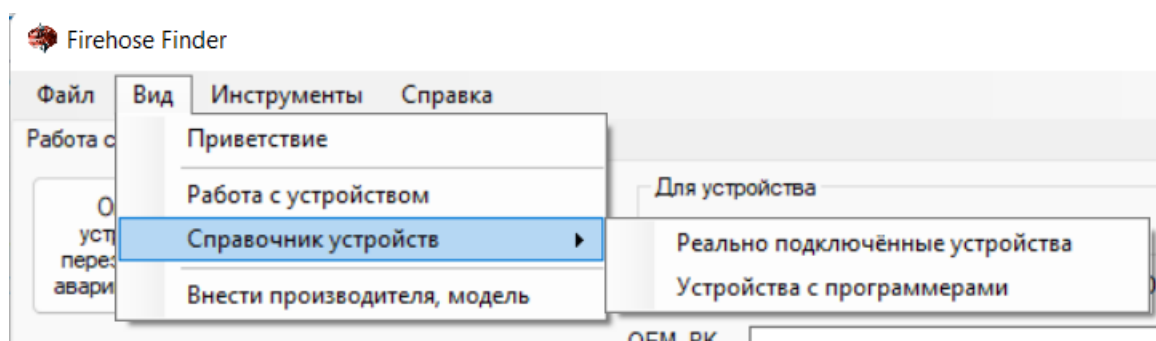 Firehose Finder
Файл Вид Инструменты Справка
Работа с
Приветствие
Работа с устройством
Для устройства
Справочник устройств
Реально подключённые устройства
Устройства с программерами
Внести производителя, модель
OEM_PK